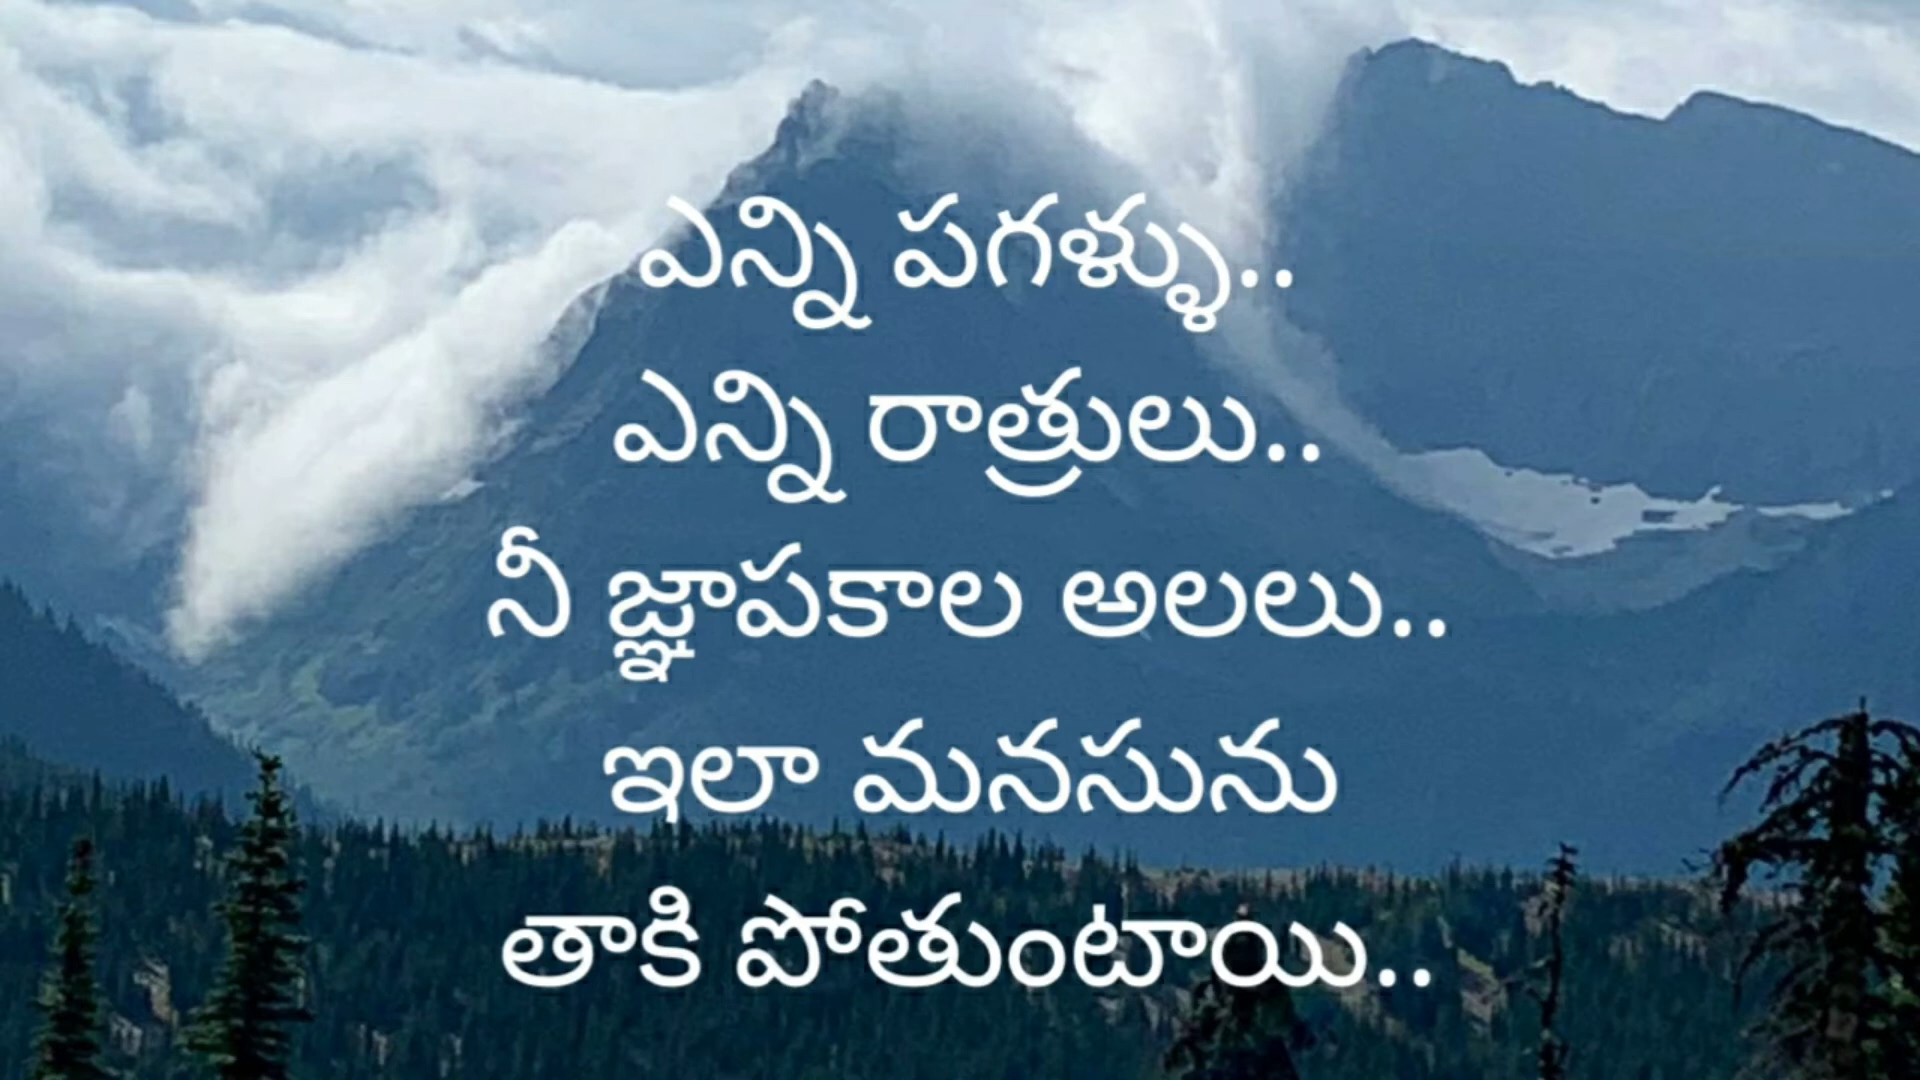 ఎన్ని పగళ్ళు..
ఎన్ని రాత్రులు..
నీ జ్ఞాపకాల అలలు..
ఇలా మనసును
తాకి పోతుంటాయి..